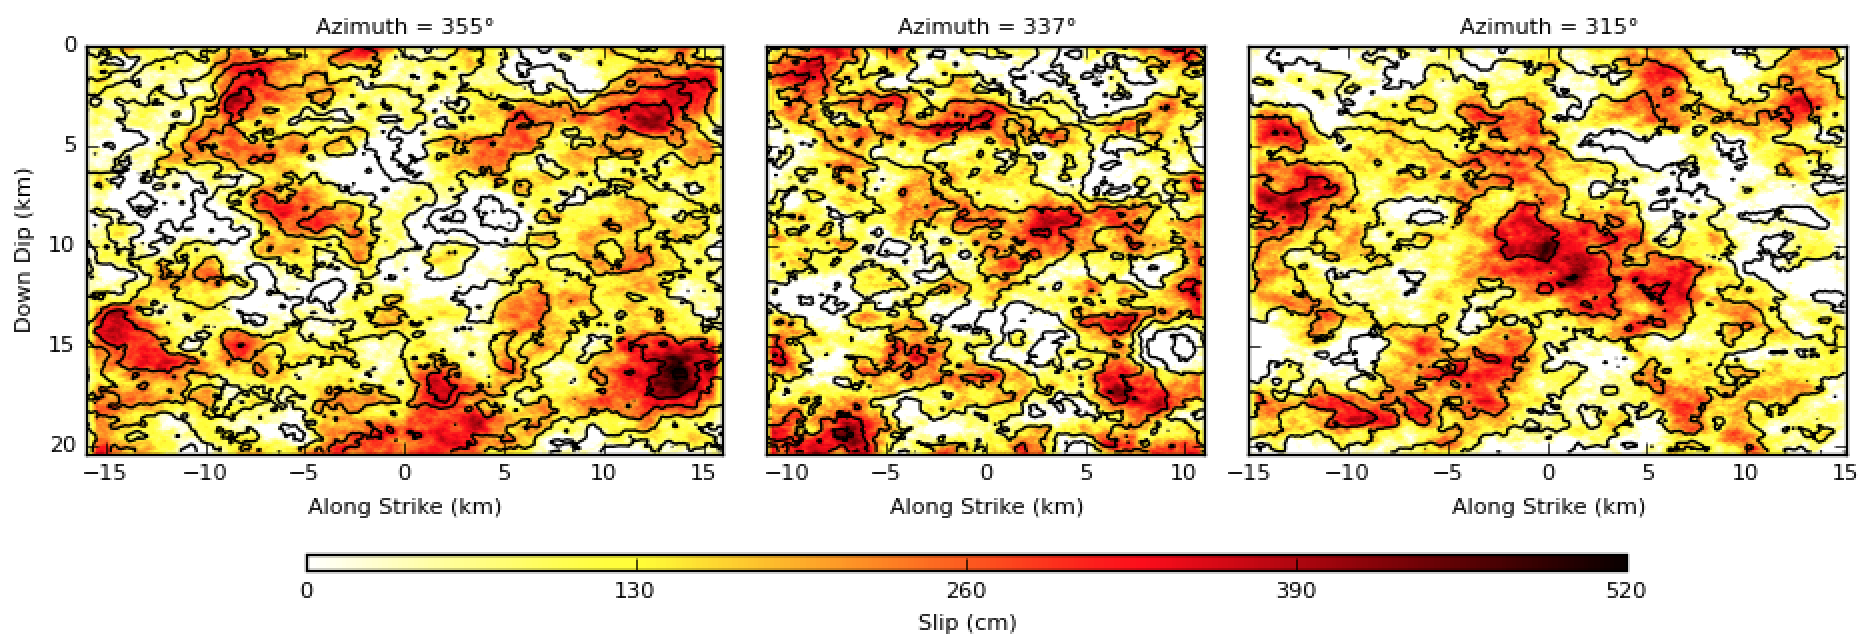 Azimuth = 355° Azimuth = 337° Azimuth = 315°
0
5
10
15
20
Down Dip (km)
−15 −10 −5 0 5 10 15 −10 −5 0 5 10 −15 −10 −5 0 5 10 15
Along Strike (km) Along Strike (km) Along Strike (km)
0 130 260 390 520
Slip (cm)